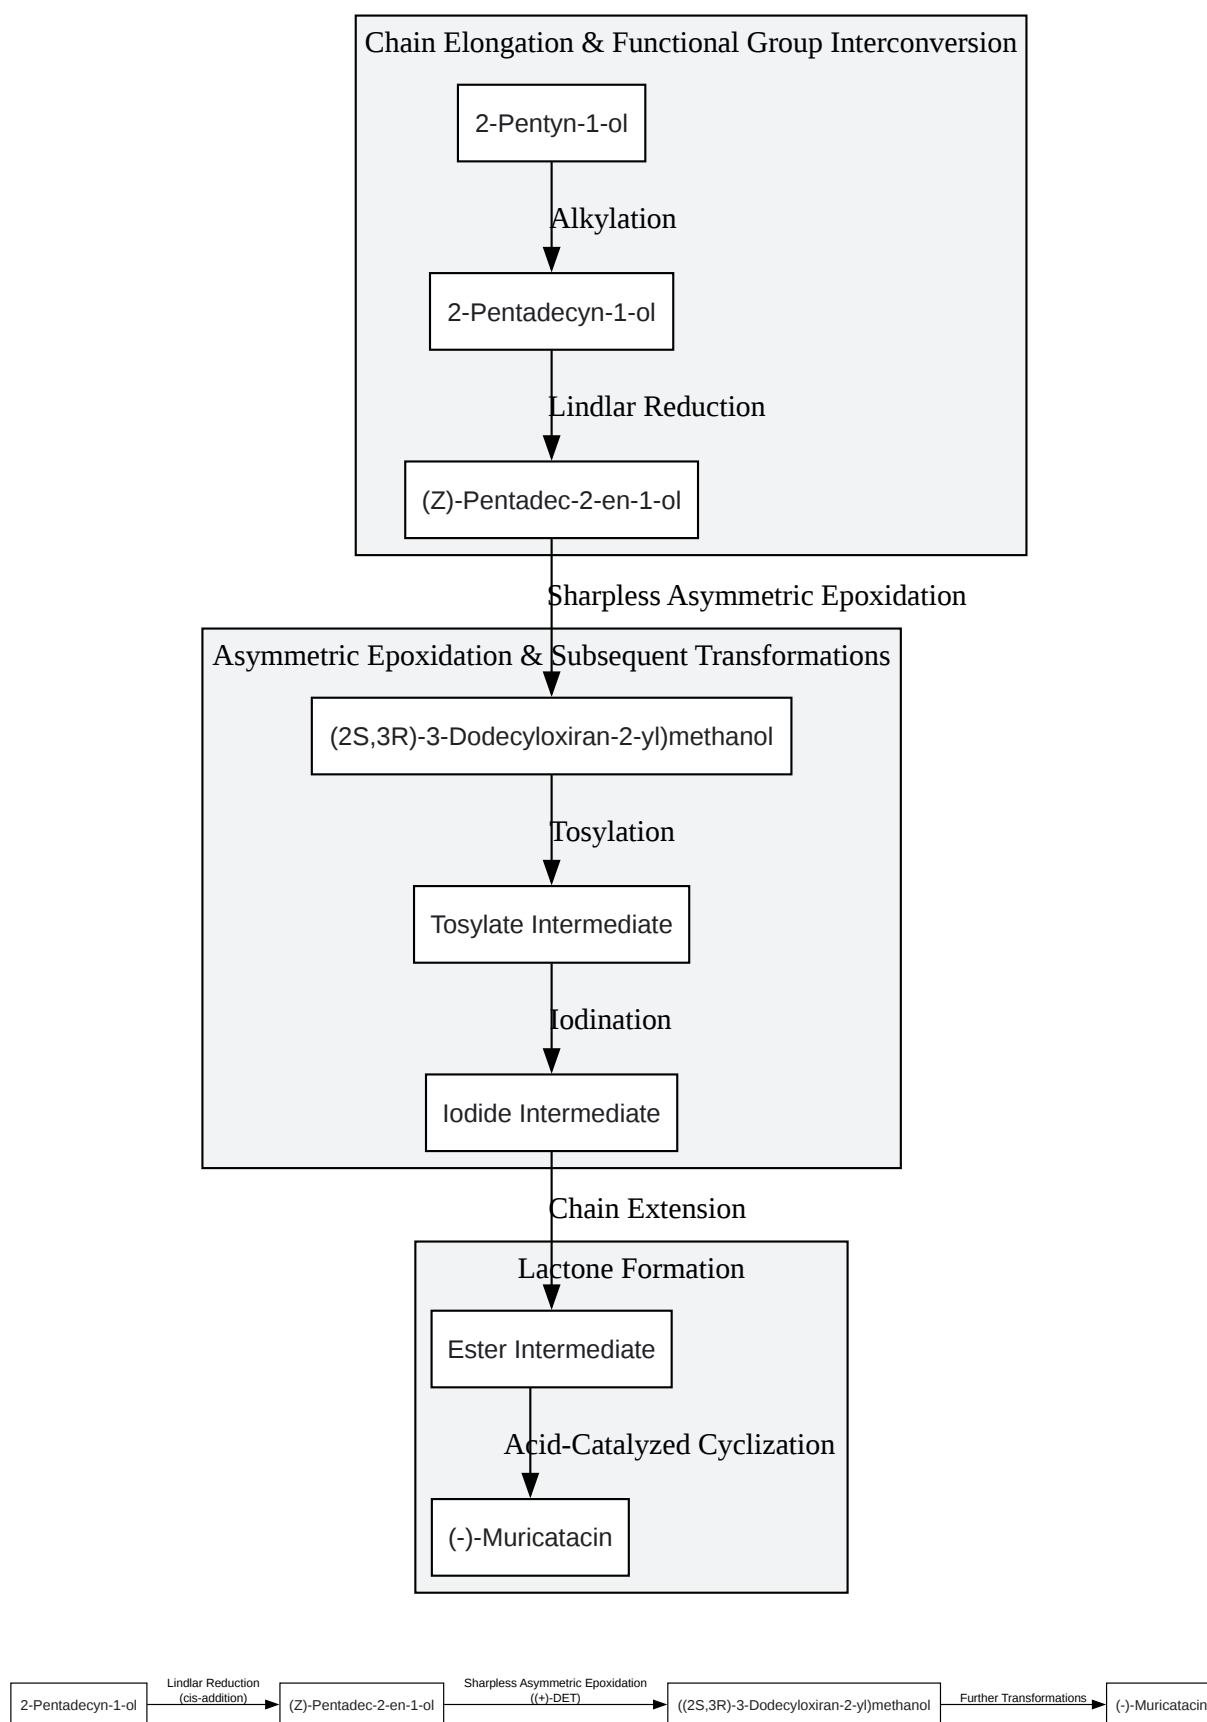 Chain Elongation & Functional Group Interconversion
2-Pentyn-1-ol
Alkylation
2-Pentadecyn-1-ol
Lindlar Reduction
(Z)-Pentadec-2-en-1-ol
Sharpless Asymmetric Epoxidation
Asymmetric Epoxidation & Subsequent Transformations
(2S,3R)-3-Dodecyloxiran-2-yl)methanol
Tosylation
Tosylate Intermediate
Iodination
Iodide Intermediate
Chain Extension
Lactone Formation
Ester Intermediate
Acid-Catalyzed Cyclization
(-)-Muricatacin
2-Pentadecyn-1-ol
Lindlar Reduction
(cis-addition)
(Z)-Pentadec-2-en-1-ol
Sharpless Asymmetric Epoxidation
((+)-DET)
((2S,3R)-3-Dodecyloxiran-2-yl)methanol
Further Transformations
(-)-Muricatacin